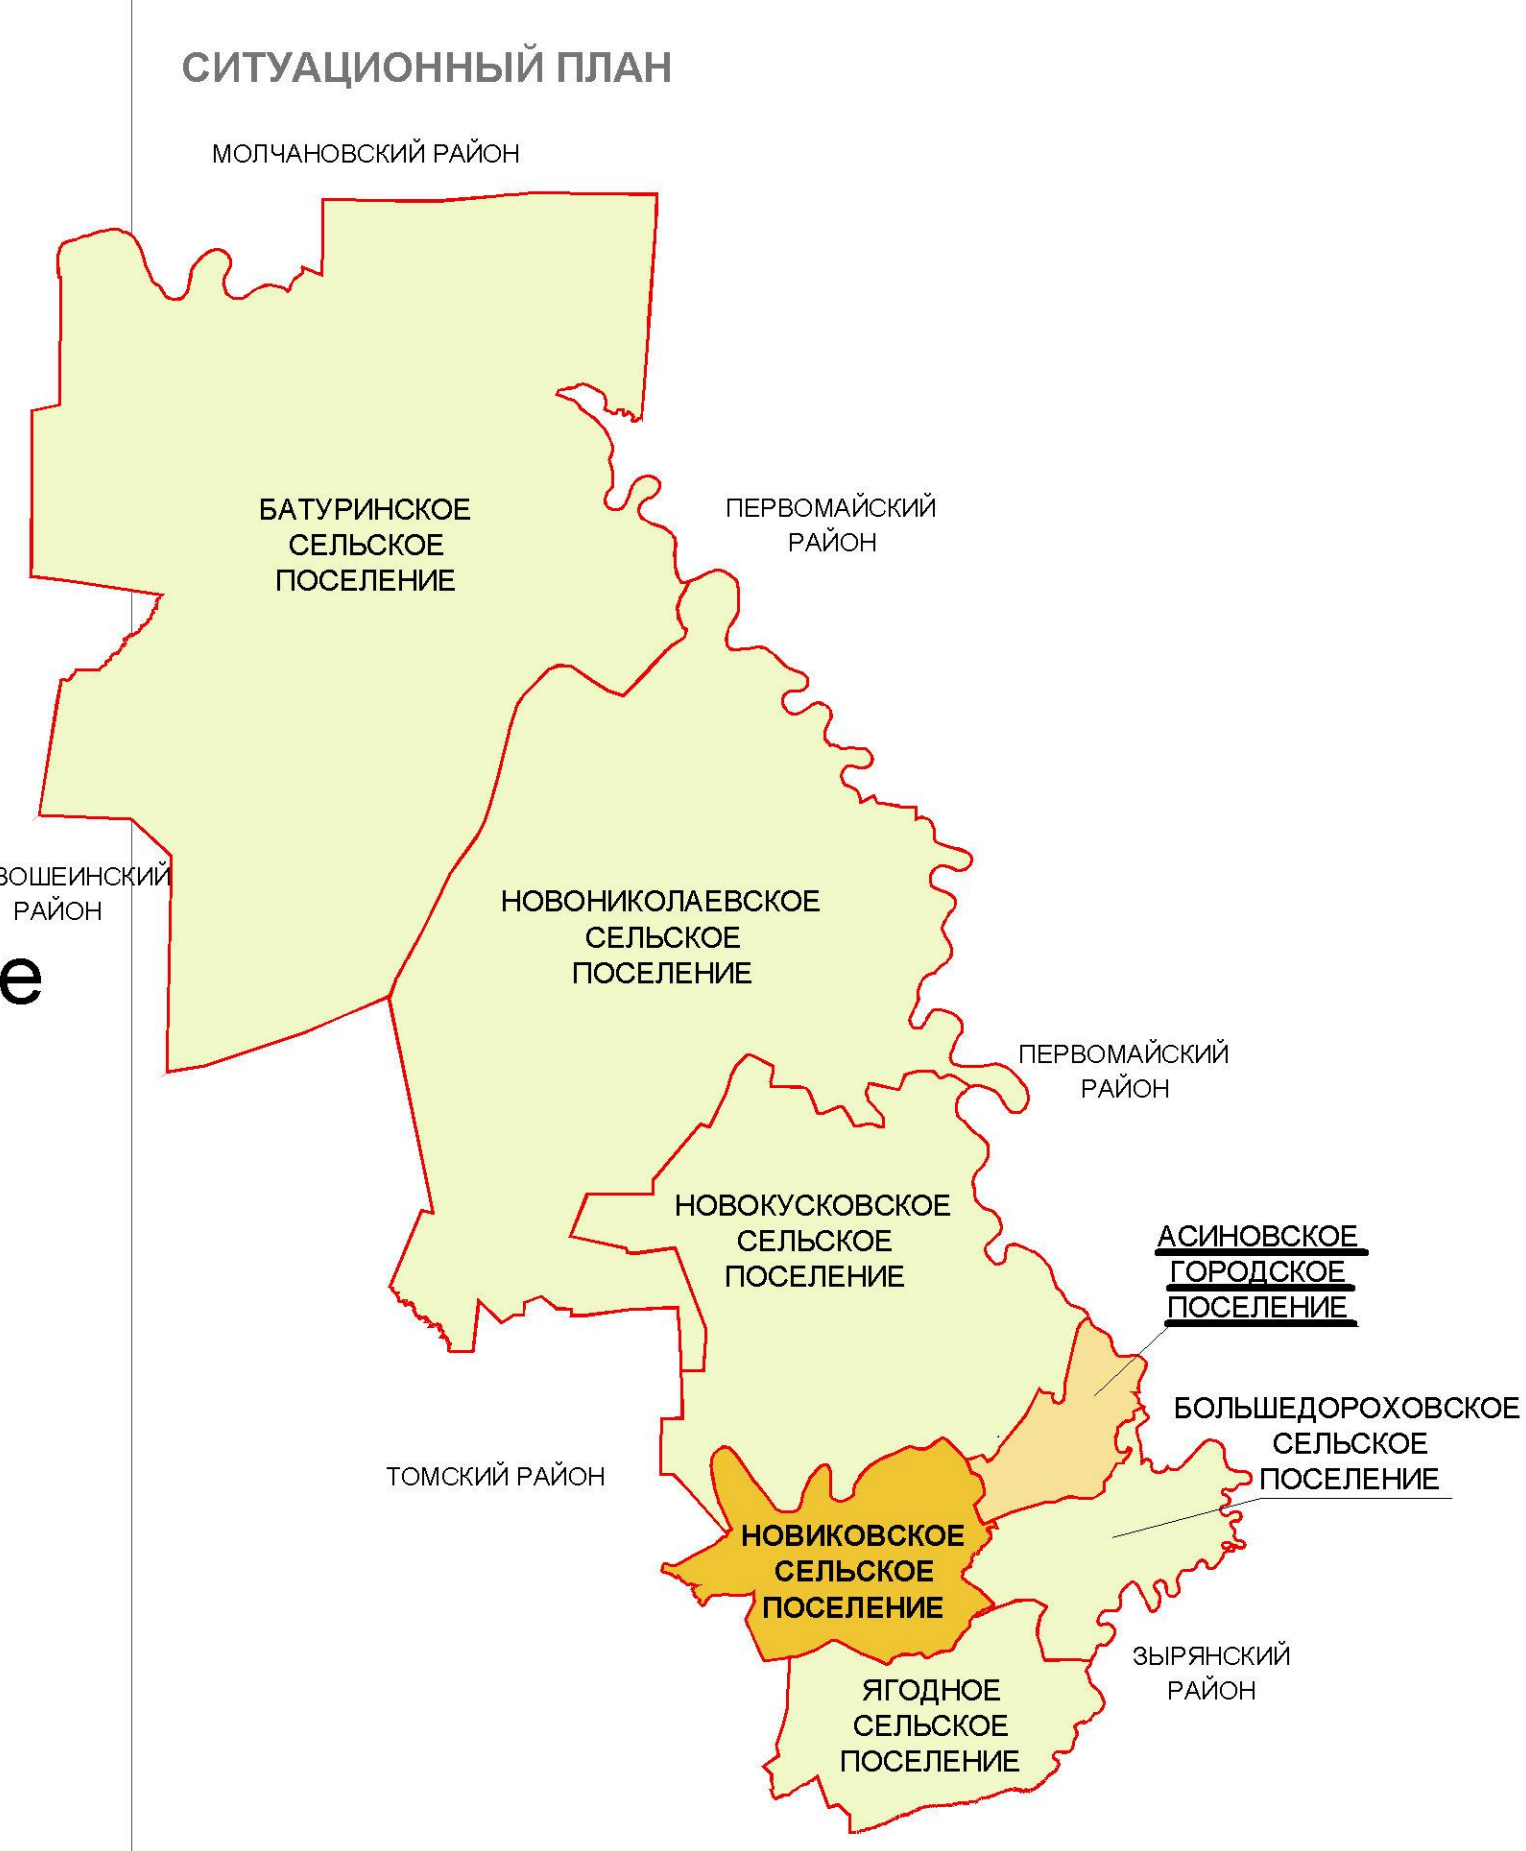 СИТУАЦИОННЫЙ ПЛАН
МОЛЧАНОВСКИЙ РАЙОН
БАТУРИНСКОЕ
СЕЛЬСКОЕ
ПОСЕЛЕНИЕ
ПЕРВОМАЙСКИЙ
РАЙОН
ВОШЕИНСКИЙ
РАЙОН
е
НОВОНИКОЛАЕВСКОЕ
СЕЛЬСКОЕ
ПОСЕЛЕНИЕ
ПЕРВОМАЙСКИЙ
РАЙОН
НОВОКУСКОВСКОЕ
СЕЛЬСКОЕ
ПОСЕЛЕНИЕ
АСИНОВСКОЕ
ГОРОДСКОЕ
ПОСЕЛЕНИЕ
БОЛЬШЕДОРОХОВСКОЕ
СЕЛЬСКОЕ
ПОСЕЛЕНИЕ
ТОМСКИЙ РАЙОН
НОВИКОВСКОЕ
СЕЛЬСКОЕ
ПОСЕЛЕНИЕ
ЗЫРЯНСКИЙ
РАЙОН
ЯГОДНОЕ
СЕЛЬСКОЕ
ПОСЕЛЕНИЕ